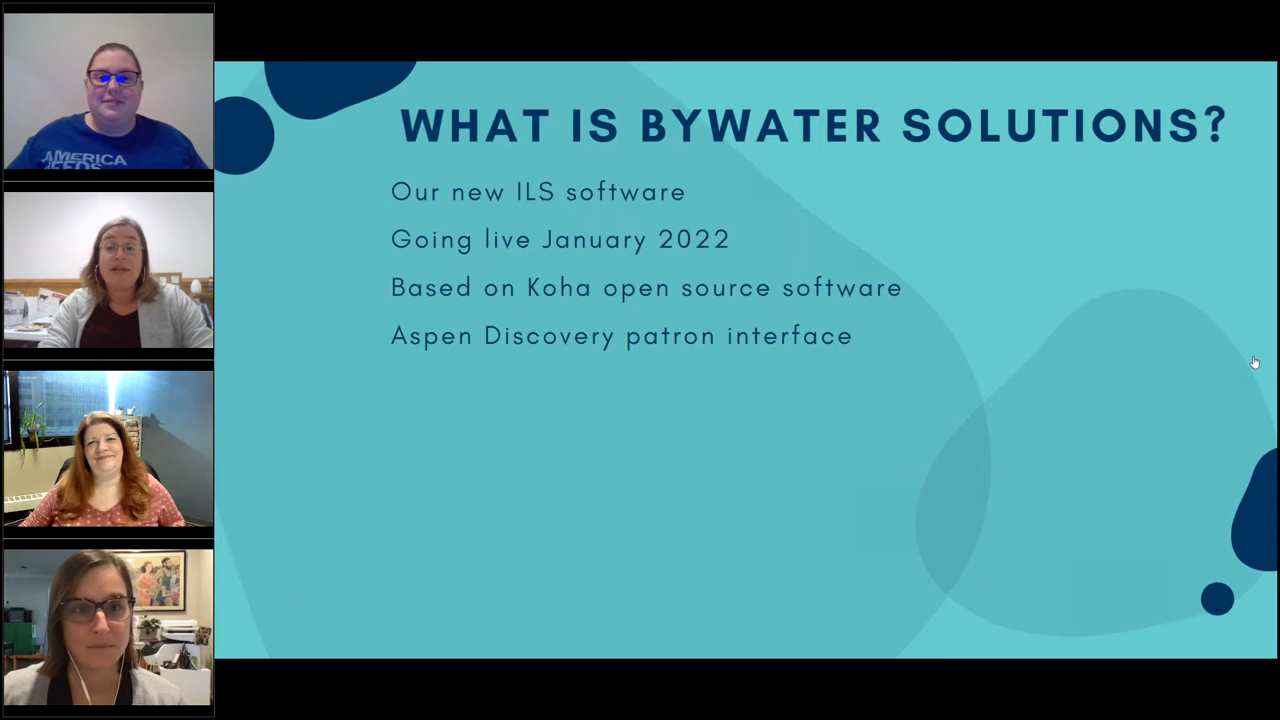 WHAT IS BYWATER SOLUTIONS?
Our new ILS software
Going live January 2022
Based on Koha open source software
Aspen Discovery patron interface
AMERICA